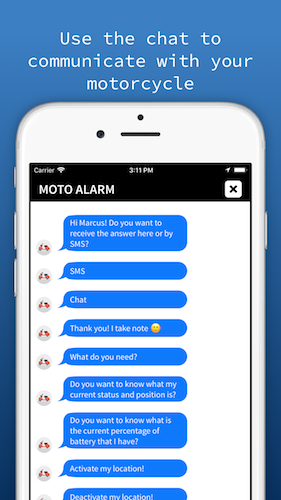 Use the chat to
communicate with your
motorcycle
Carrier
3:11 PM
MOTO ALARM
Hi Marcus! Do you want to
receive the answer here or by
SMS?
SMS
Chat
Thank you! I take note 😊
What do you need?
Do you want to know what my
current status and position is?
Do you want to know what is
the current percentage of
battery that I have?
Activate my location!
Deactivate my location!